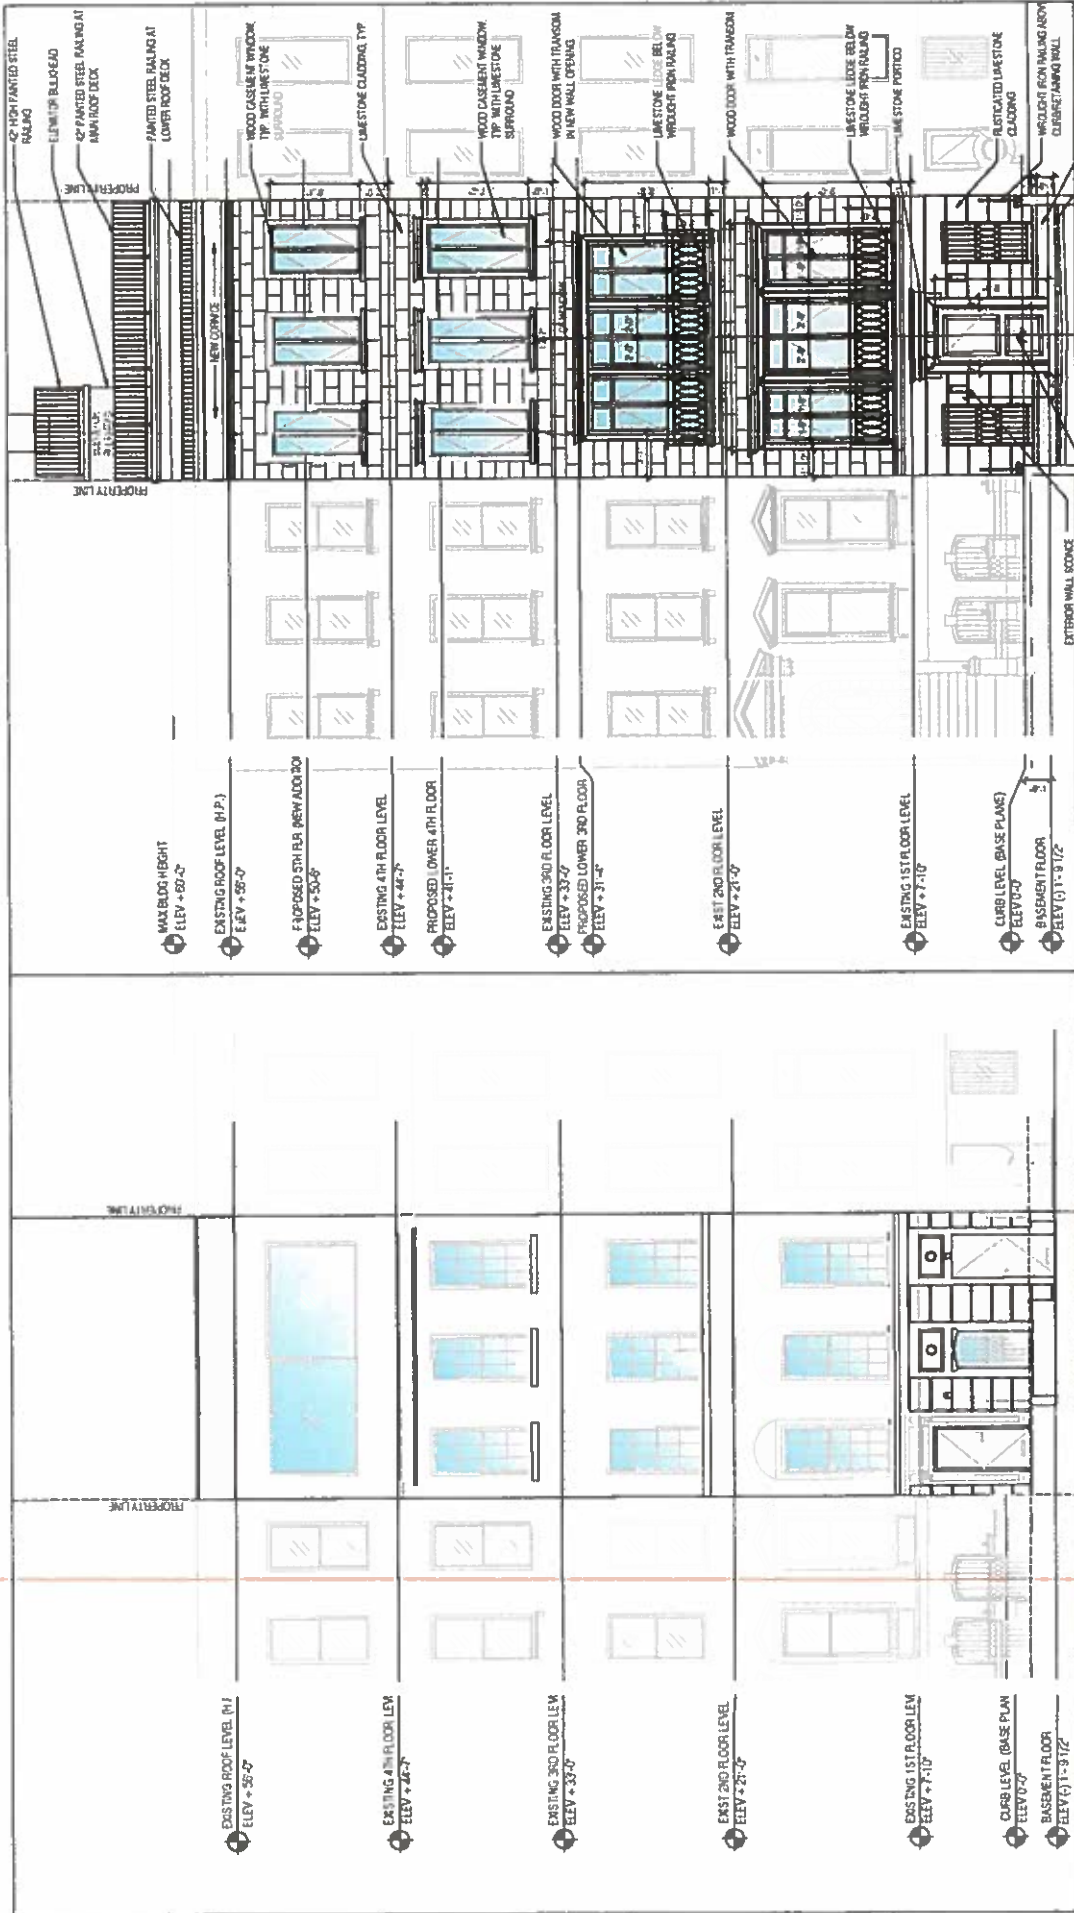 42" HIGH PAINTED STEEL
RAILING
ELEVATOR BULKHEAD
42" PAINTED STEEL RAILING AT
MAIN ROOF DECK
PAINTED STEEL RAILING AT
LOWER ROOF DECK
WOOD CASEMENT WINDOW,
TYP. WITH LIMESTONE
SURROUND
LIMESTONE CLADDING, TYP
WOOD CASEMENT WINDOW,
TYP. WITH LIMESTONE
SURROUND
WOOD DOOR WITH TRANSOM
IN NEW WALL OPENING
LIMESTONE LEDGE BELOW
WROUGHT IRON RAILING
WOOD DOOR WITH TRANSOM
LIMESTONE LEDGE BELOW
WROUGHT IRON RAILING
LIMESTONE PORTICO
RUSTICATED LIMESTONE
CLADDING
WROUGHT IRON RAILING ABOVE
CURB/RETAINING WALL
EXTERIOR WALL SCONCE
PROPERTY LINE
PROPERTY LINE
NEW CORNICE
MAX BLDG HEIGHT
ELEV + 60'-0"
EXISTING ROOF LEVEL (H.P.)
ELEV + 56'-0"
PROPOSED 5TH FLR (NEW ADDITION
ELEV + 50'-6"
EXISTING 4TH FLOOR LEVEL
ELEV + 44'-7"
PROPOSED LOWER 4TH FLOOR
ELEV + 41'-1"
EXISTING 3RD FLOOR LEVEL
ELEV + 33'-0"
PROPOSED LOWER 3RD FLOOR
ELEV + 31'-4"
EXIST 2ND FLOOR LEVEL
ELEV + 21'-0"
EXISTING 1ST FLOOR LEVEL
ELEV + 7'-10"
CURB LEVEL (BASE PLANE)
ELEV 0'-0"
BASEMENT FLOOR
ELEV (-) 1'-9 1/2"
PROPERTY LINE
PROPERTY LINE
EXISTING ROOF LEVEL (H.I
ELEV + 56'-0"
EXISTING 4TH FLOOR LEVE
ELEV + 44'-7"
EXISTING 3RD FLOOR LEVE
ELEV + 33'-0"
EXIST 2ND FLOOR LEVEL
ELEV + 21'-0"
EXISTING 1ST FLOOR LEVE
ELEV + 7'-10"
CURB LEVEL (BASE PLAN
ELEV 0'-0"
BASEMENT FLOOR
ELEV (-) 1'-9 1/2"